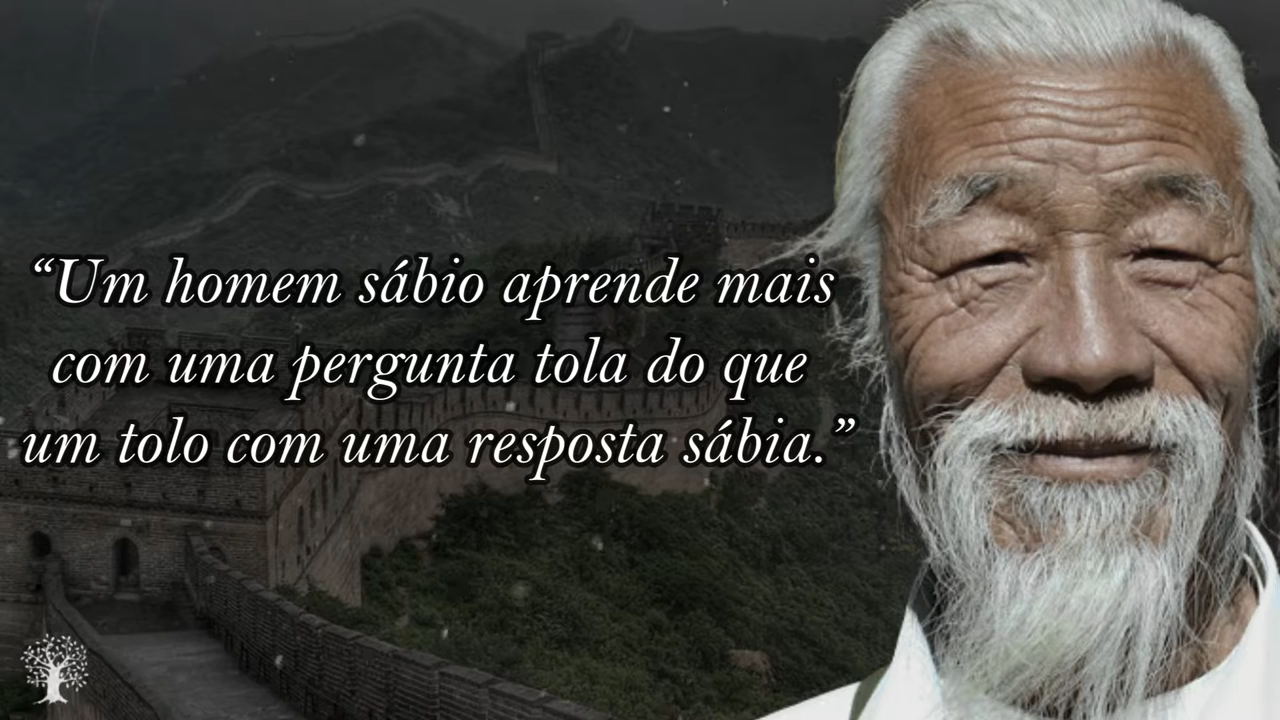 “Um homem sábio aprende mais
com uma pergunta tola do que
um tolo com uma resposta sábia.”